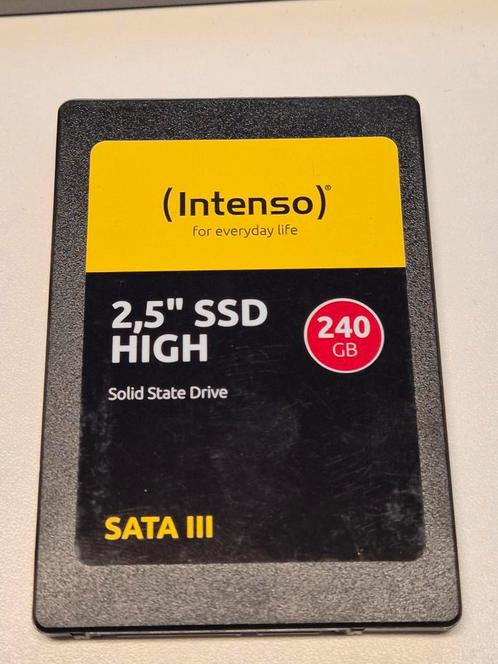 (Intenso)®
for everyday life
2,5" SSD
HIGH
240
GB
Solid State Drive
SATA III